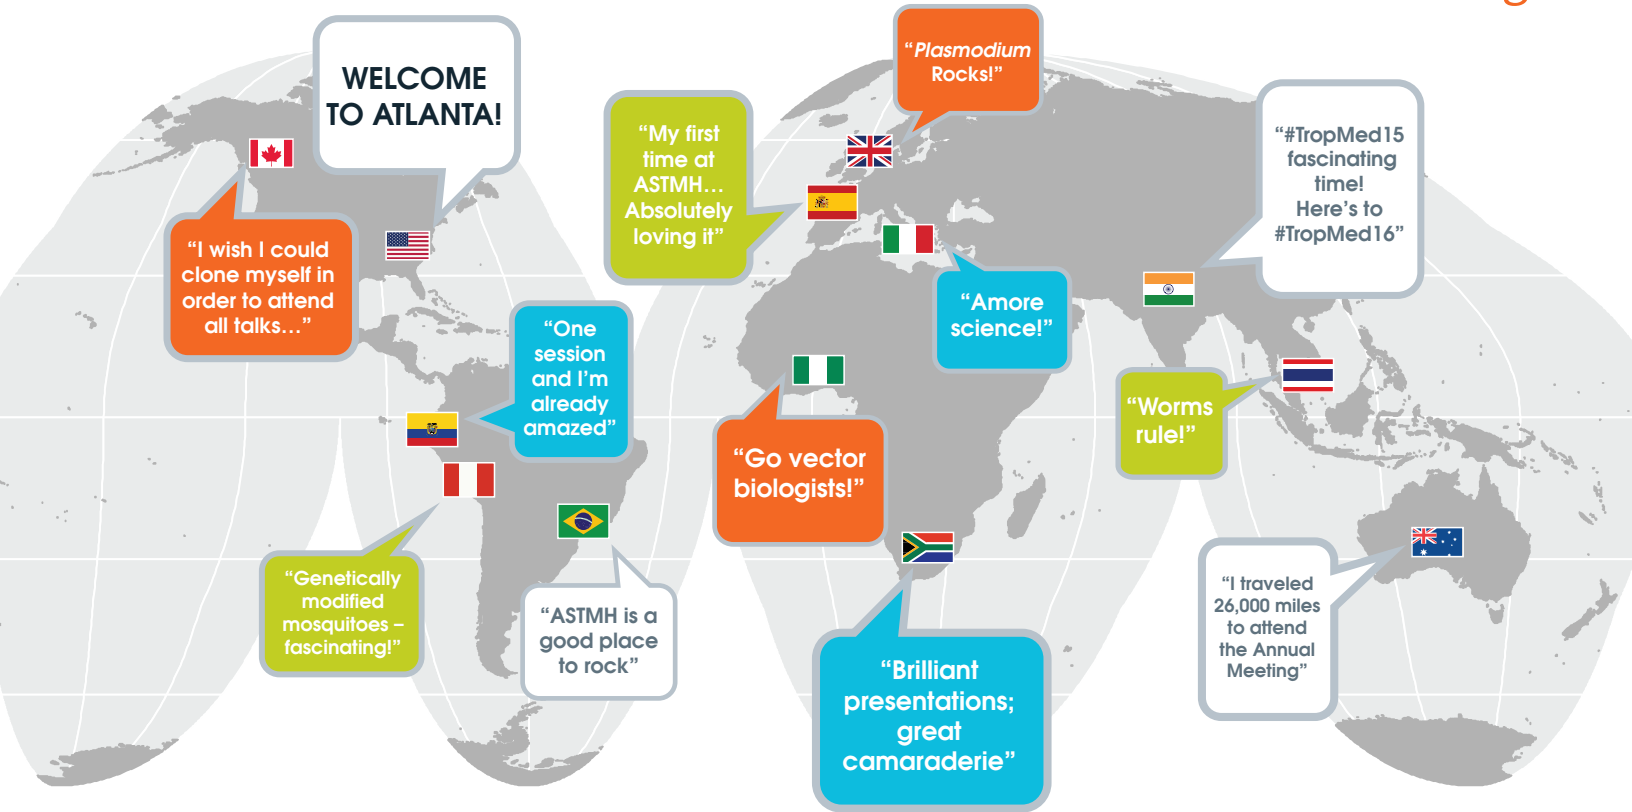 WELCOME
TO ATLANTA!
“Plasmodium
Rocks!”
“My first
time at
ASTMH…
Absolutely
loving it”
“#TropMed15
fascinating
time!
Here’s to
#TropMed16”
“I wish I could
clone myself in
order to attend
all talks…”
“Amore
science!”
“One
session
and I’m
already
amazed”
“Worms
rule!”
“Go vector
biologists!”
“Genetically
modified
mosquitoes –
fascinating!”
“ASTMH is a
good place
to rock”
“I traveled
26,000 miles
to attend
the Annual
Meeting”
“Brilliant
presentations;
great
camaraderie”